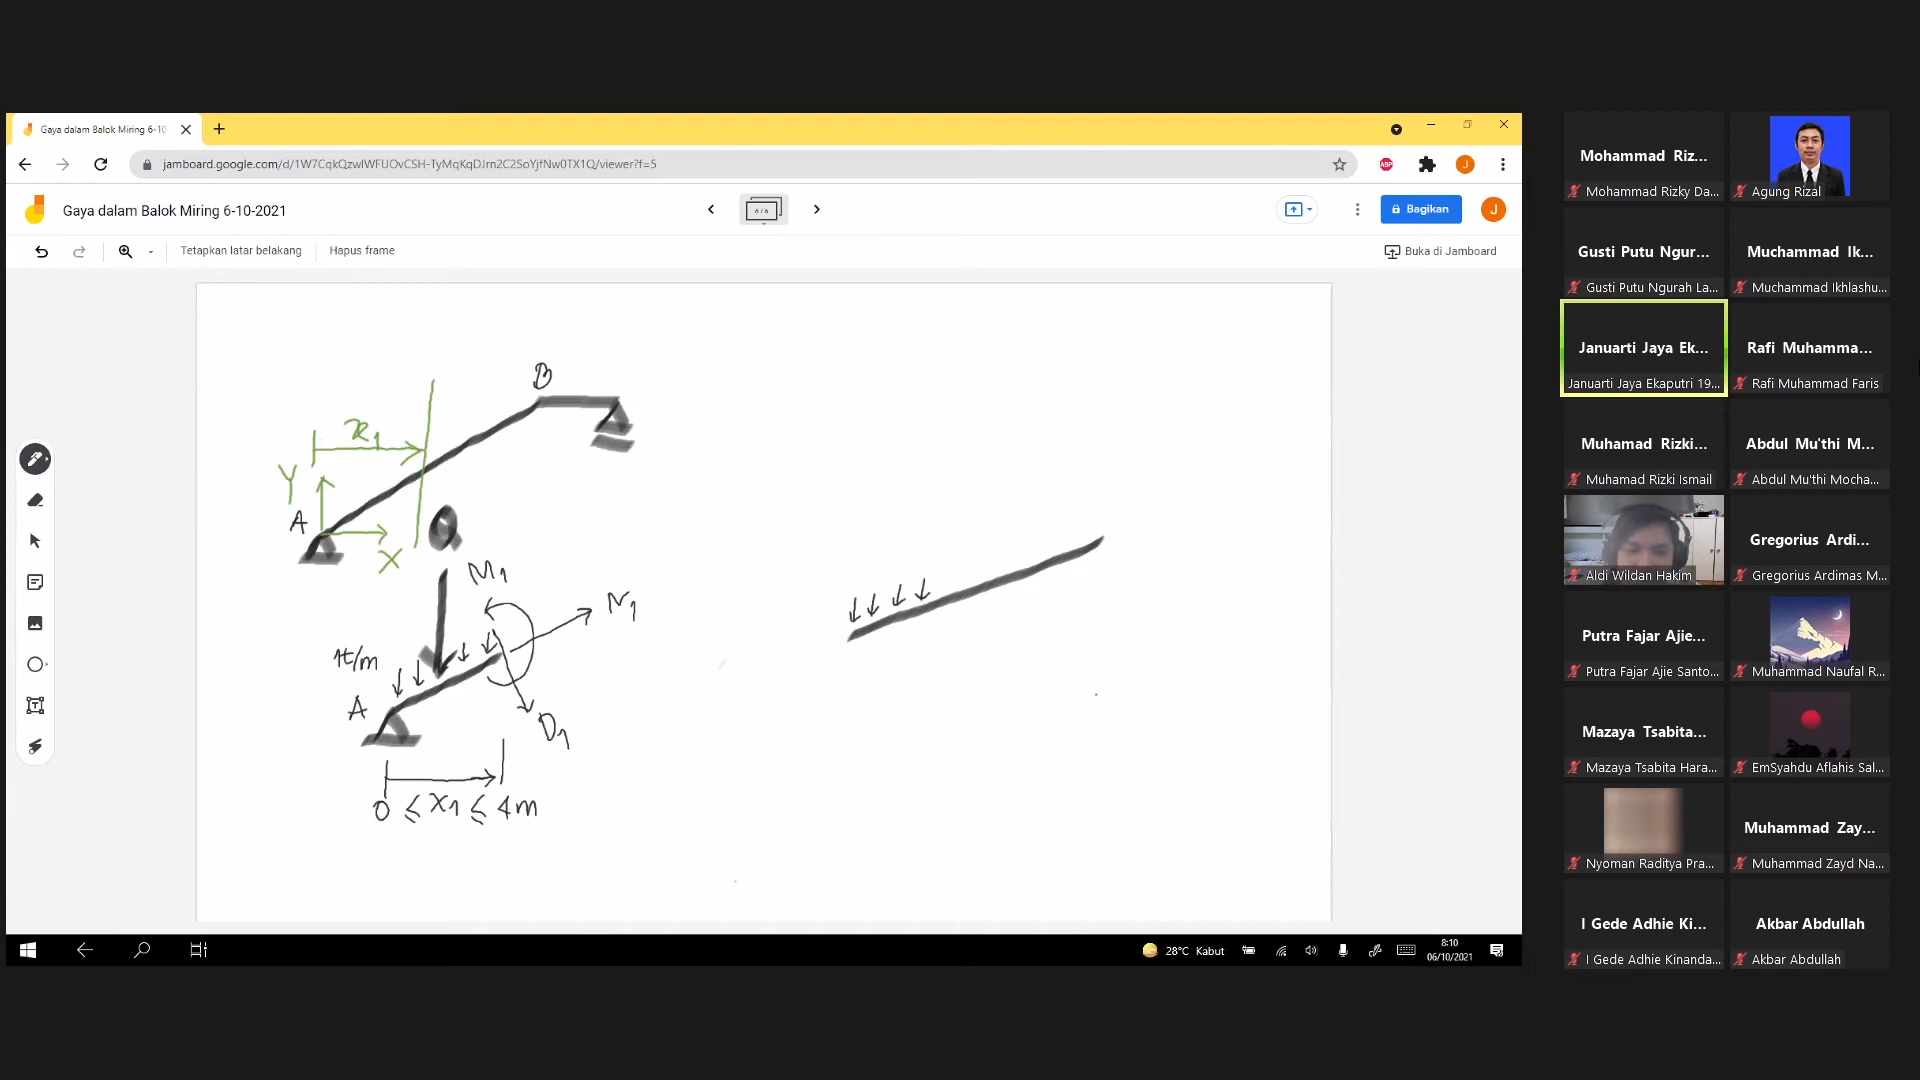 Gaya dalam Balok Miring 6-10
jamboard.google.com/d/1W7CqkQzwIWFUOvCSH-TyMqKqDJrn2C2SoYjfNw0TX1Q/viewer?f=5
ABP
J
Gaya dalam Balok Miring 6-10-2021
6 / 6
Bagikan
J
Tetapkan latar belakang
Hapus frame
Buka di Jamboard
B
x1
Y
A
X
M1
N1
1t/m
A
D1
0 ≤ X1 ≤ 4m
28°C Kabut
8:10
06/10/2021
Mohammad Riz...
Mohammad Rizky Da...
Agung Rizal
Gusti Putu Ngur...
Gusti Putu Ngurah La...
Muchammad Ik...
Muchammad Ikhlashu...
Januarti Jaya Ek...
Januarti Jaya Ekaputri 19...
Rafi Muhamma...
Rafi Muhammad Faris
Muhamad Rizki...
Muhamad Rizki Ismail
Abdul Mu'thi M...
Abdul Mu'thi Mocha...
Aldi Wildan Hakim
Gregorius Ardi...
Gregorius Ardimas M...
Putra Fajar Ajie...
Putra Fajar Ajie Santo...
Muhammad Naufal R...
Mazaya Tsabita...
Mazaya Tsabita Hara...
EmSyahdu Aflahis Sal...
Nyoman Raditya Pra...
Muhammad Zay...
Muhammad Zayd Na...
I Gede Adhie Ki...
I Gede Adhie Kinanda...
Akbar Abdullah
Akbar Abdullah